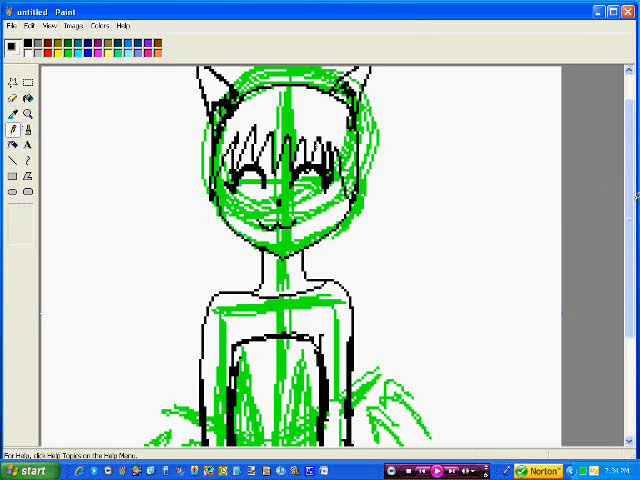 untitled - Paint
File Edit View Image Colors Help
A
For Help, click Help Topics on the Help Menu.
start Norton 7:34 PM